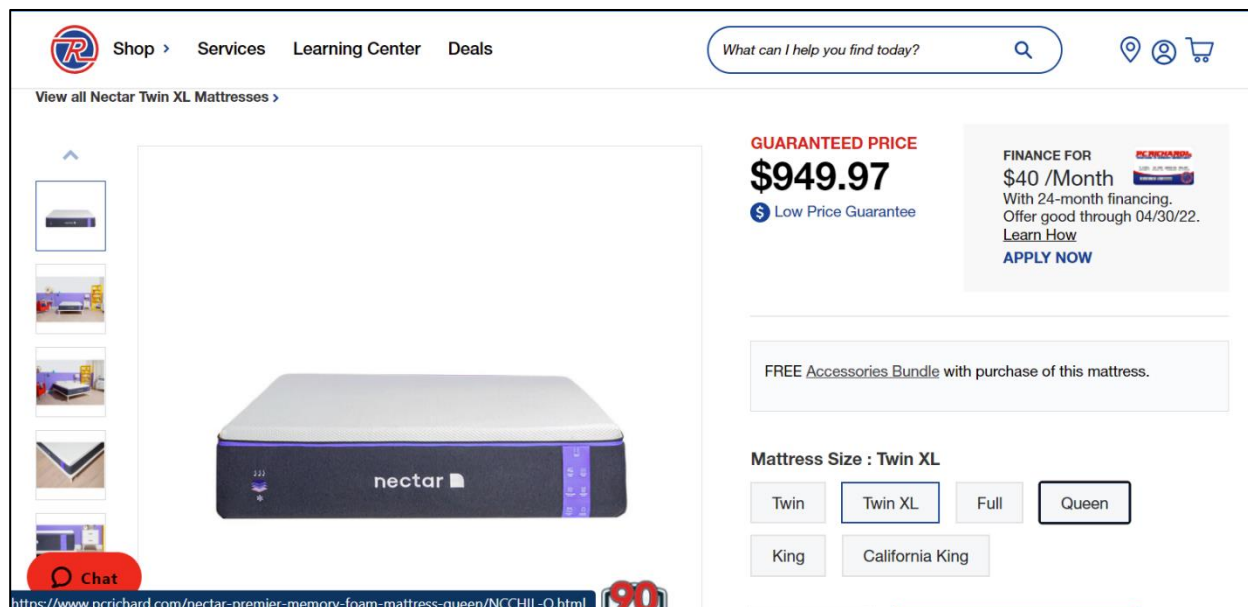 R
Shop >
Services
Learning Center
Deals
What can I help you find today?
View all Nectar Twin XL Mattresses >
GUARANTEED PRICE
$949.97
$ Low Price Guarantee
FINANCE FOR
P.C. RICHARD
$40 /Month
With 24-month financing.
Offer good through 04/30/22.
Learn How
APPLY NOW
nectar
FREE Accessories Bundle with purchase of this mattress.
Mattress Size : Twin XL
Twin
Twin XL
Full
Queen
King
California King
Chat
90
https://www.pcrichard.com/nectar-premier-memory-foam-mattress-queen/NCCHIL-Q.html